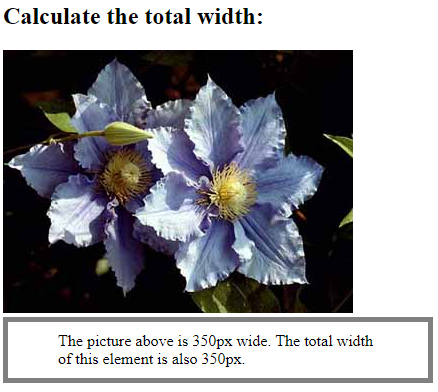 Calculate the total width:
The picture above is 350px wide. The total width
of this element is also 350px.